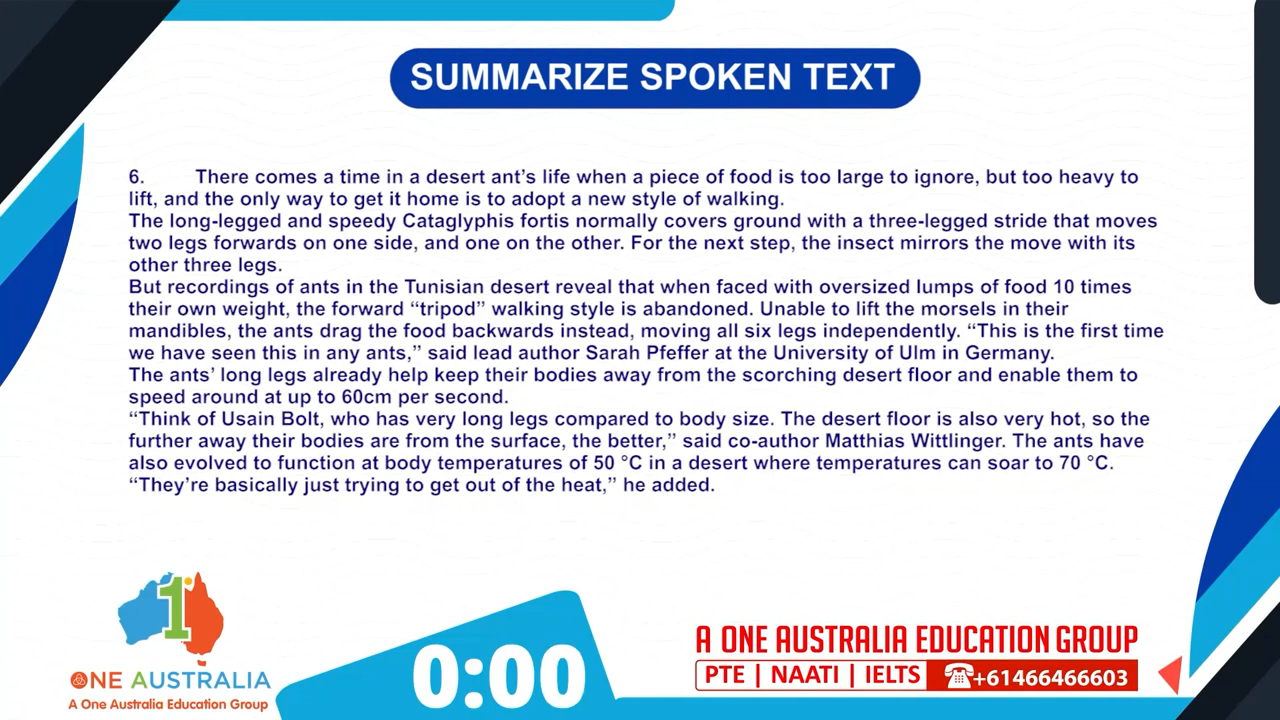 SUMMARIZE SPOKEN TEXT
6. There comes a time in a desert ant's life when a piece of food is too large to ignore, but too heavy to
lift, and the only way to get it home is to adopt a new style of walking.
The long-legged and speedy Cataglyphis fortis normally covers ground with a three-legged stride that moves
two legs forwards on one side, and one on the other. For the next step, the insect mirrors the move with its
other three legs.
But recordings of ants in the Tunisian desert reveal that when faced with oversized lumps of food 10 times
their own weight, the forward “tripod” walking style is abandoned. Unable to lift the morsels in their
mandibles, the ants drag the food backwards instead, moving all six legs independently. “This is the first time
we have seen this in any ants,” said lead author Sarah Pfeffer at the University of Ulm in Germany.
The ants’ long legs already help keep their bodies away from the scorching desert floor and enable them to
speed around at up to 60cm per second.
“Think of Usain Bolt, who has very long legs compared to body size. The desert floor is also very hot, so the
further away their bodies are from the surface, the better,” said co-author Matthias Wittlinger. The ants have
also evolved to function at body temperatures of 50 °C in a desert where temperatures can soar to 70 °C.
“They’re basically just trying to get out of the heat,” he added.
1
ONE AUSTRALIA
A One Australia Education Group
0:00
A ONE AUSTRALIA EDUCATION GROUP
PTE | NAATI | IELTS +61466466603